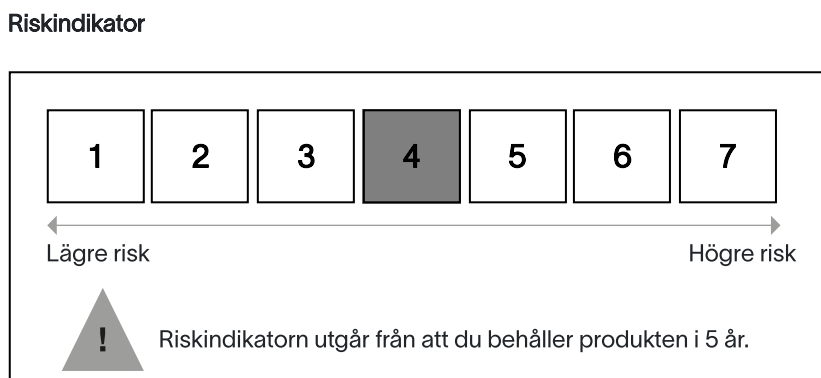 Riskindikator
1 2 3 4 5 6 7
Lägre risk Högre risk
! Riskindikatorn utgår från att du behåller produkten i 5 år.